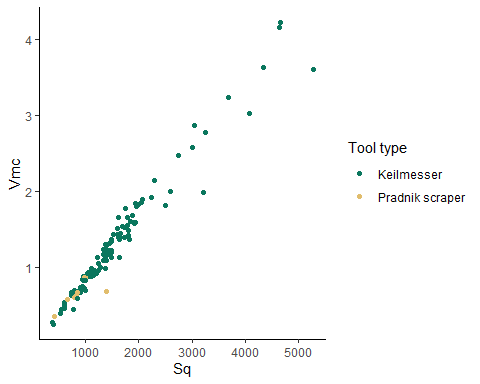 4
3
2
1
Vmc
1000 2000 3000 4000 5000
Sq
Tool type
Keilmesser
Pradnik scraper